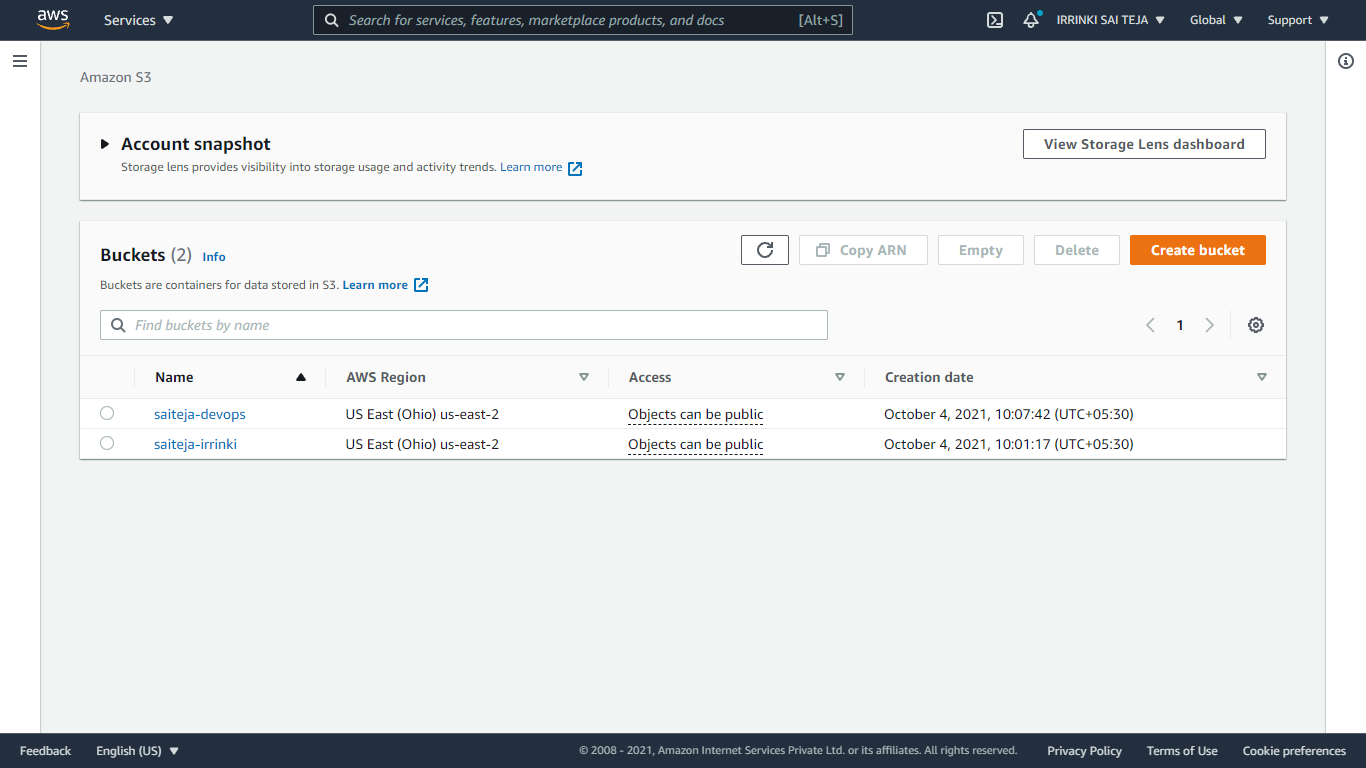 aws Services Search for services, features, marketplace products, and docs [Alt+S] IRRINKI SAI TEJA Global Support
Amazon S3
Account snapshot View Storage Lens dashboard
Storage lens provides visibility into storage usage and activity trends. Learn more
Buckets (2) Info Copy ARN Empty Delete Create bucket
Buckets are containers for data stored in S3. Learn more
Find buckets by name 1
Name AWS Region Access Creation date
saiteja-devops US East (Ohio) us-east-2 Objects can be public October 4, 2021, 10:07:42 (UTC+05:30)
saiteja-irrinki US East (Ohio) us-east-2 Objects can be public October 4, 2021, 10:01:17 (UTC+05:30)
Feedback English (US) © 2008 - 2021, Amazon Internet Services Private Ltd. or its affiliates. All rights reserved. Privacy Policy Terms of Use Cookie preferences